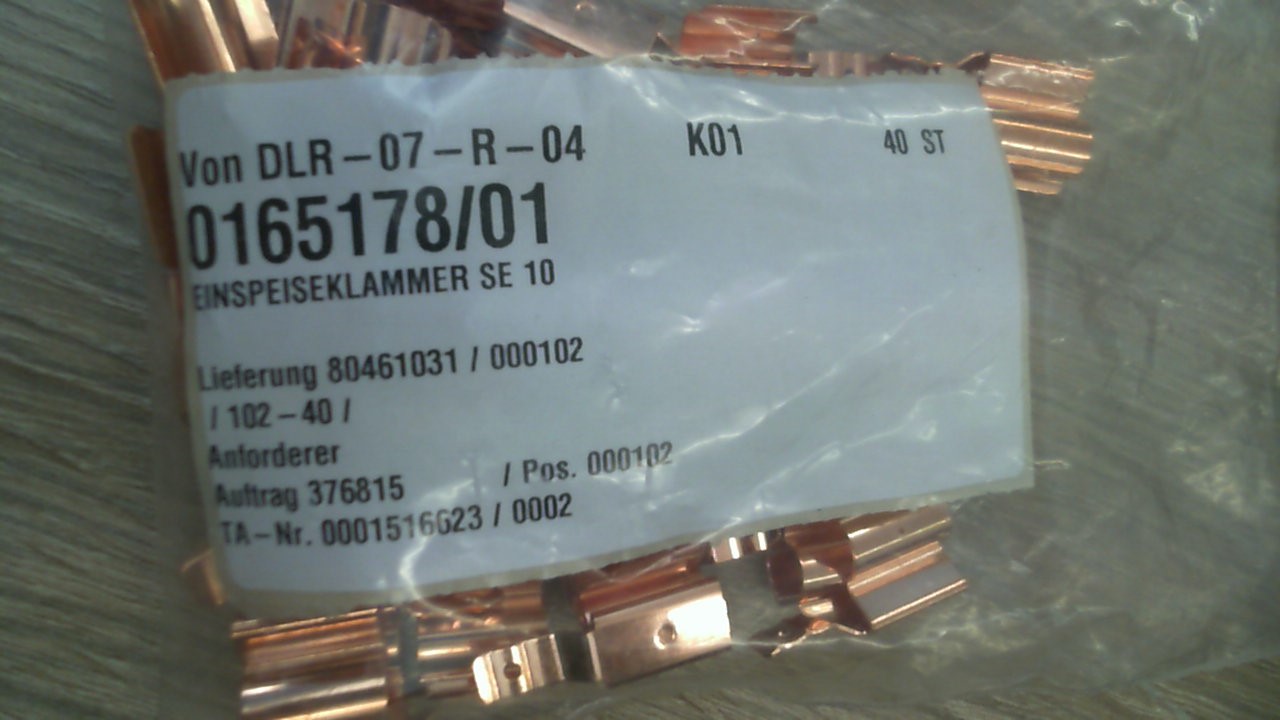 Von DLR-07-R-04 K01 40 ST
0165178/01
EINSPEISEKLAMMER SE 10
Lieferung 80461031 / 000102
/ 102-40 /
Anforderer
Auftrag 376815 / Pos. 000102
TA-Nr. 0001516623 / 0002